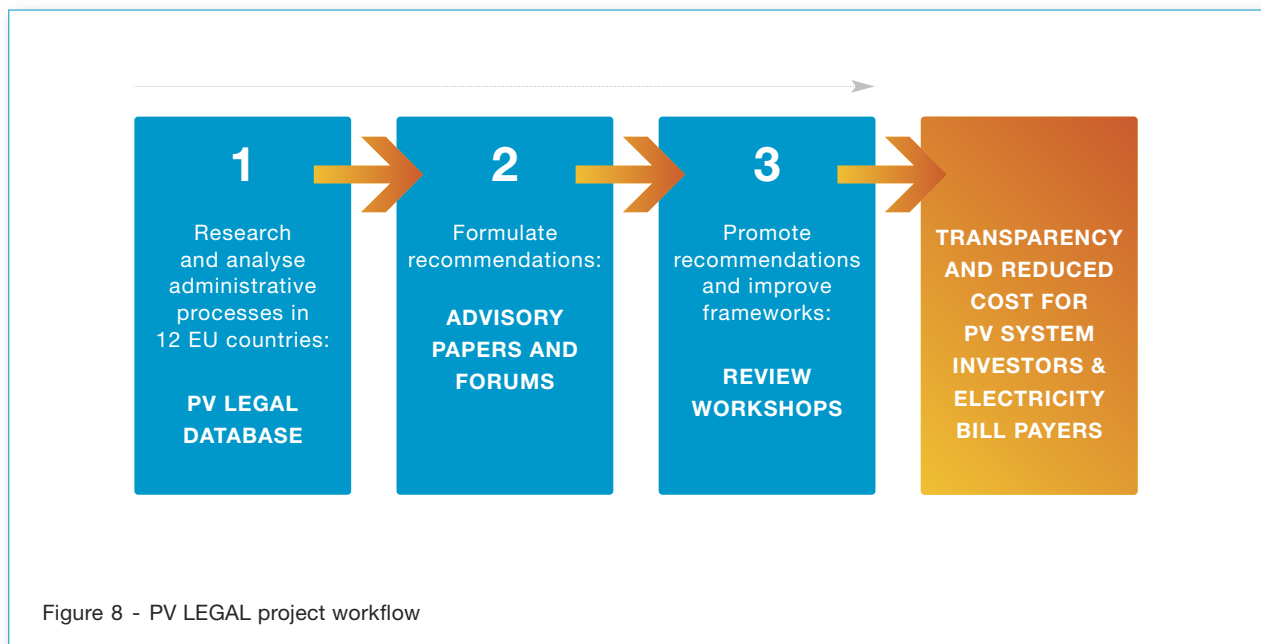 1
Research
and analyse
administrative
processes in
12 EU countries:
PV LEGAL
DATABASE
2
Formulate
recommendations:
ADVISORY
PAPERS AND
FORUMS
3
Promote
recommendations
and improve
frameworks:
REVIEW
WORKSHOPS
TRANSPARENCY
AND REDUCED
COST FOR
PV SYSTEM
INVESTORS &
ELECTRICITY
BILL PAYERS
Figure 8 - PV LEGAL project workflow